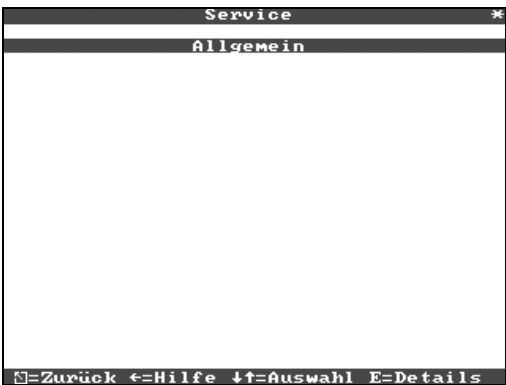 Service *
Allgemein
⍂=Zurück ←=Hilfe ↓↑=Auswahl E=Details